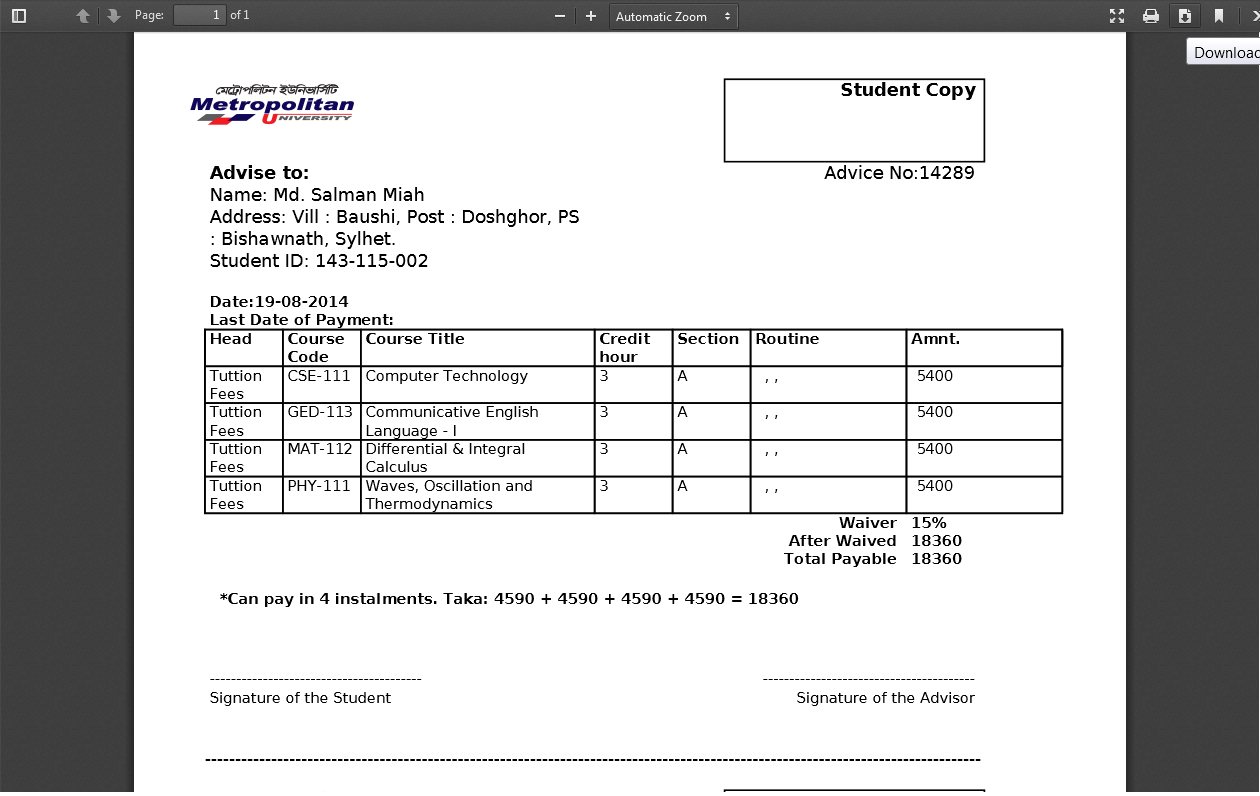 Page: 1 of 1
Automatic Zoom
Download
মেট্রোপলিটন ইউনিভার্সিটি
Metropolitan
UNIVERSITY
Student Copy
Advice No:14289
Advise to:
Name: Md. Salman Miah
Address: Vill : Baushi, Post : Doshghor, PS
: Bishawnath, Sylhet.
Student ID: 143-115-002
Date:19-08-2014
Last Date of Payment:
Head Course Code Course Title Credit hour Section Routine Amnt.
Tuttion Fees CSE-111 Computer Technology 3 A , , 5400
Tuttion Fees GED-113 Communicative English Language - I 3 A , , 5400
Tuttion Fees MAT-112 Differential & Integral Calculus 3 A , , 5400
Tuttion Fees PHY-111 Waves, Oscillation and Thermodynamics 3 A , , 5400
Waiver 15%
After Waived 18360
Total Payable 18360
*Can pay in 4 instalments. Taka: 4590 + 4590 + 4590 + 4590 = 18360
Signature of the Student
Signature of the Advisor